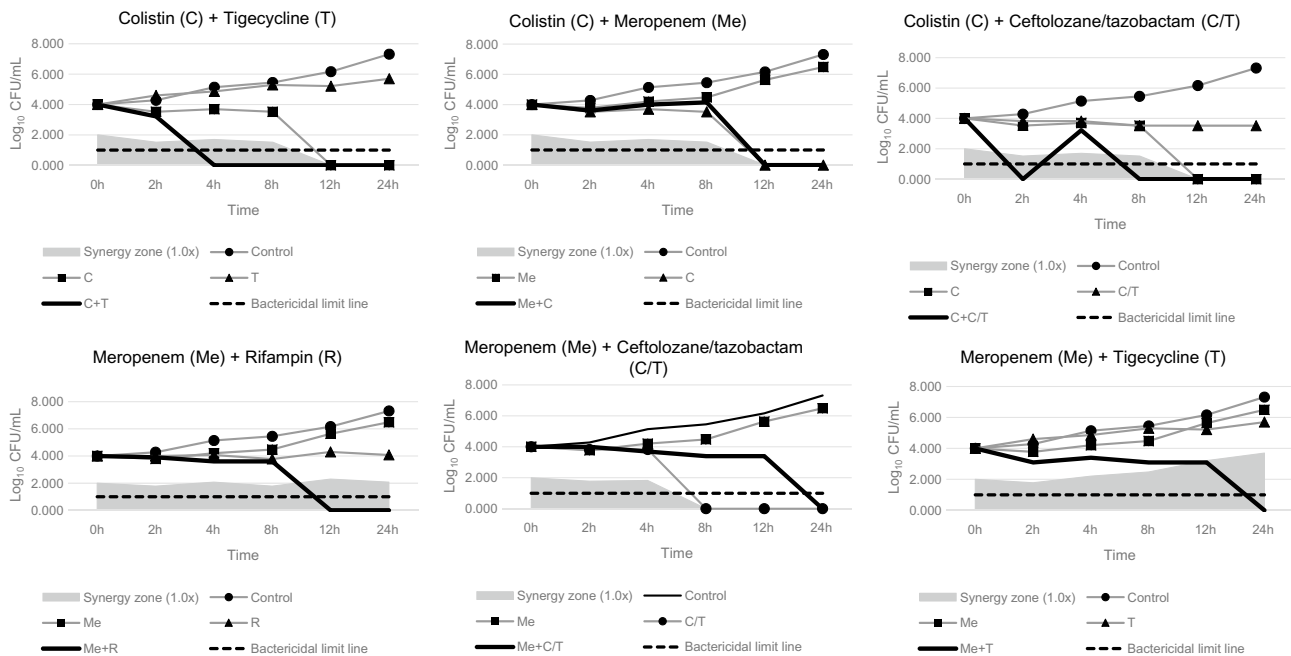 Colistin (C) + Tigecycline (T)
8.000
6.000
4.000
2.000
0.000
Log10 CFU/mL
0h 2h 4h 8h 12h 24h
Time
Synergy zone (1.0x) Control
C T
C+T Bactericidal limit line
Colistin (C) + Meropenem (Me)
8.000
6.000
4.000
2.000
0.000
Log10 CFU/mL
0h 2h 4h 8h 12h 24h
Time
Synergy zone (1.0x) Control
Me C
Me+C Bactericidal limit line
Colistin (C) + Ceftolozane/tazobactam (C/T)
8.000
6.000
4.000
2.000
0.000
Log10 CFU/mL
0h 2h 4h 8h 12h 24h
Time
Synergy zone (1.0x) Control
C C/T
C+C/T Bactericidal limit line
Meropenem (Me) + Rifampin (R)
8.000
6.000
4.000
2.000
0.000
Log10 CFU/mL
0h 2h 4h 8h 12h 24h
Time
Synergy zone (1.0x) Control
Me R
Me+R Bactericidal limit line
Meropenem (Me) + Ceftolozane/tazobactam
(C/T)
8.000
6.000
4.000
2.000
0.000
Log10 CFU/mL
0h 2h 4h 8h 12h 24h
Time
Synergy zone (1.0x) Control
Me C/T
Me+C/T Bactericidal limit line
Meropenem (Me) + Tigecycline (T)
8.000
6.000
4.000
2.000
0.000
Log10 CFU/mL
0h 2h 4h 8h 12h 24h
Time
Synergy zone (1.0x) Control
Me T
Me+T Bactericidal limit line